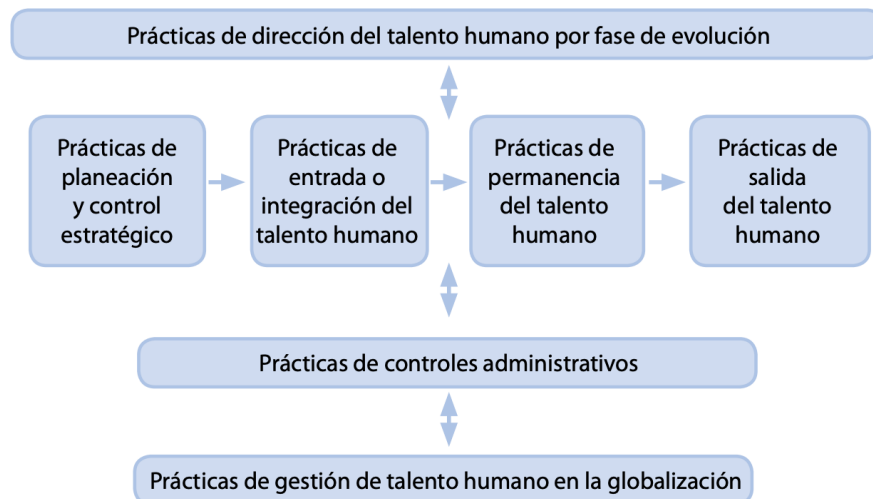 Prácticas de dirección del talento humano por fase de evolución
Prácticas de
planeación
y control
estratégico
Prácticas de
entrada o
integración del
talento humano
Prácticas de
permanencia
del talento
humano
Prácticas de
salida
del talento
humano
Prácticas de controles administrativos
Prácticas de gestión de talento humano en la globalización